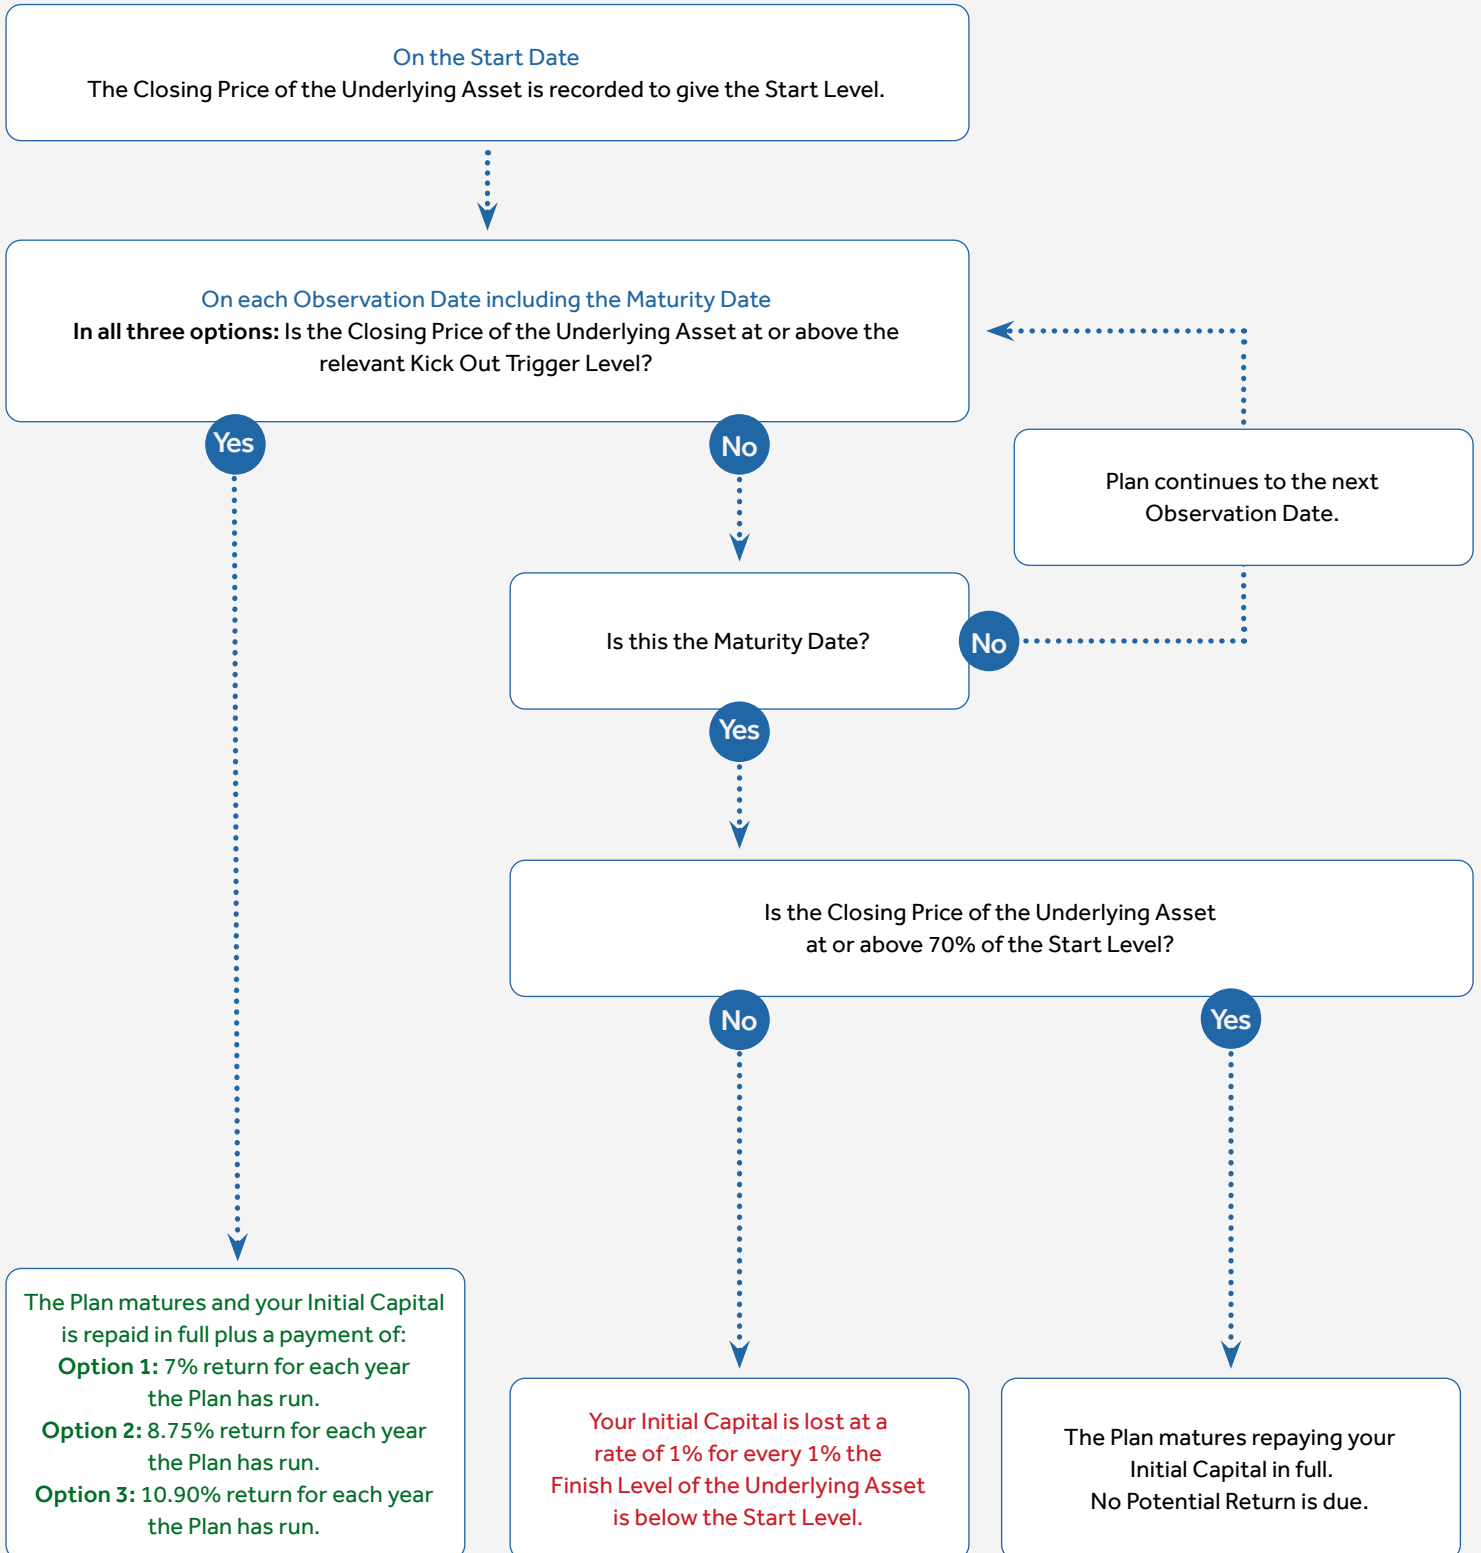 On the Start Date
The Closing Price of the Underlying Asset is recorded to give the Start Level.
On each Observation Date including the Maturity Date
In all three options: Is the Closing Price of the Underlying Asset at or above the
relevant Kick Out Trigger Level?
Yes
No
Plan continues to the next
Observation Date.
Is this the Maturity Date?
No
Yes
Is the Closing Price of the Underlying Asset
at or above 70% of the Start Level?
No
Yes
The Plan matures and your Initial Capital
is repaid in full plus a payment of:
Option 1: 7% return for each year
the Plan has run.
Option 2: 8.75% return for each year
the Plan has run.
Option 3: 10.90% return for each year
the Plan has run.
Your Initial Capital is lost at a
rate of 1% for every 1% the
Finish Level of the Underlying Asset
is below the Start Level.
The Plan matures repaying your
Initial Capital in full.
No Potential Return is due.